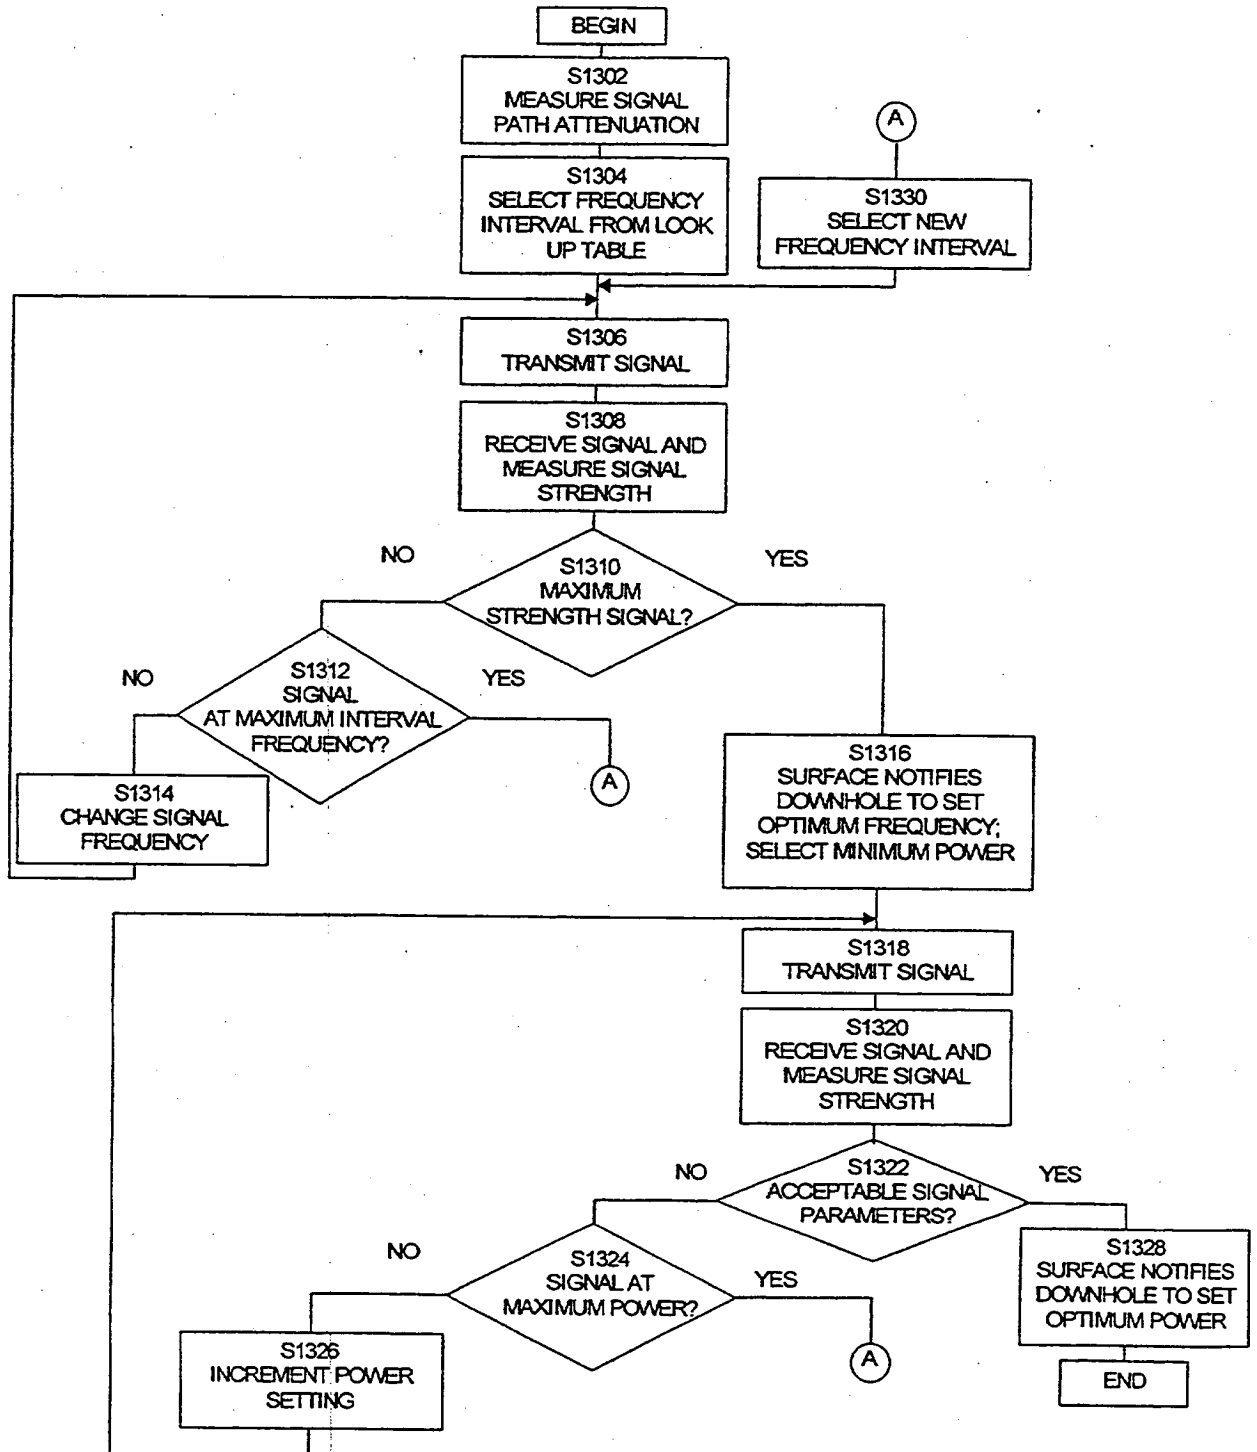 BEGIN
S1302
MEASURE SIGNAL
PATH ATTENUATION
A
S1304
SELECT FREQUENCY
INTERVAL FROM LOOK
UP TABLE
S1330
SELECT NEW
FREQUENCY INTERVAL
S1306
TRANSMIT SIGNAL
S1308
RECEIVE SIGNAL AND
MEASURE SIGNAL
STRENGTH
NO
S1310
MAXIMUM
STRENGTH SIGNAL?
YES
NO
S1312
SIGNAL
AT MAXIMUM INTERVAL
FREQUENCY?
YES
A
S1314
CHANGE SIGNAL
FREQUENCY
S1316
SURFACE NOTIFIES
DOWNHOLE TO SET
OPTIMUM FREQUENCY;
SELECT MINIMUM POWER
S1318
TRANSMIT SIGNAL
S1320
RECEIVE SIGNAL AND
MEASURE SIGNAL
STRENGTH
NO
S1322
ACCEPTABLE SIGNAL
PARAMETERS?
YES
NO
S1324
SIGNAL AT
MAXIMUM POWER?
YES
A
S1328
SURFACE NOTIFIES
DOWNHOLE TO SET
OPTIMUM POWER
S1326
INCREMENT POWER
SETTING
END